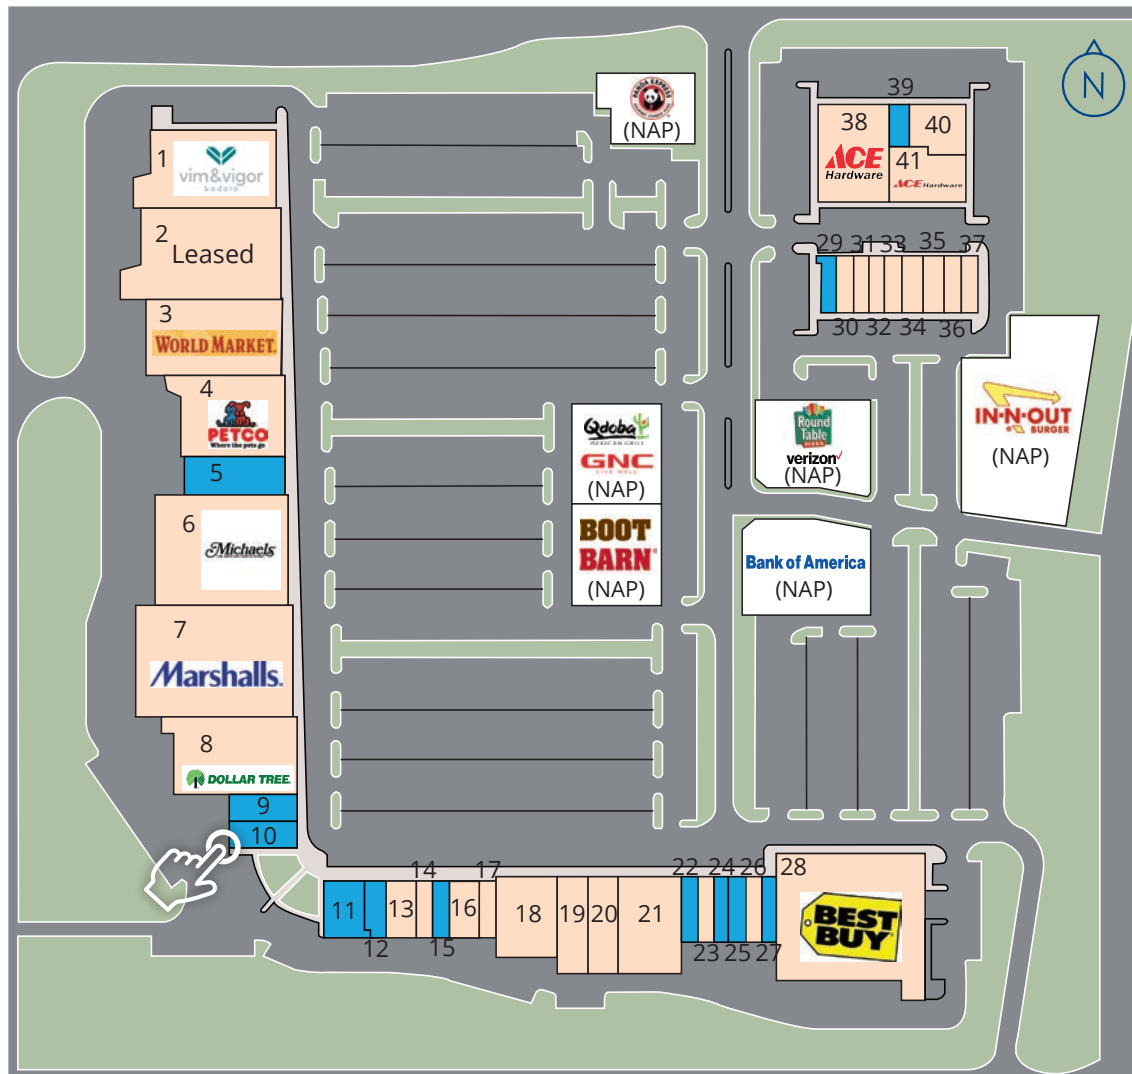 N
PANDA EXPRESS
(NAP)
39
38
40
ACE
Hardware
41
ACE Hardware
1
vim&vigor
2
Leased
3
WORLD MARKET.
4
PETCO
Where the pets go
5
6
Michaels
7
Marshalls.
8
DOLLAR TREE
9
10
29 31 33 35 37
30 32 34 36
Qdoba
MEXICAN GRILL
GNC
LIVE WELL
(NAP)
BOOT
BARN
(NAP)
Round
Table
PIZZA
verizon
(NAP)
IN-N-OUT
BURGER
(NAP)
Bank of America
(NAP)
14 17 22 24 26 28
11 13 16 18 19 20 21
12 15 23 25 27
BEST
BUY